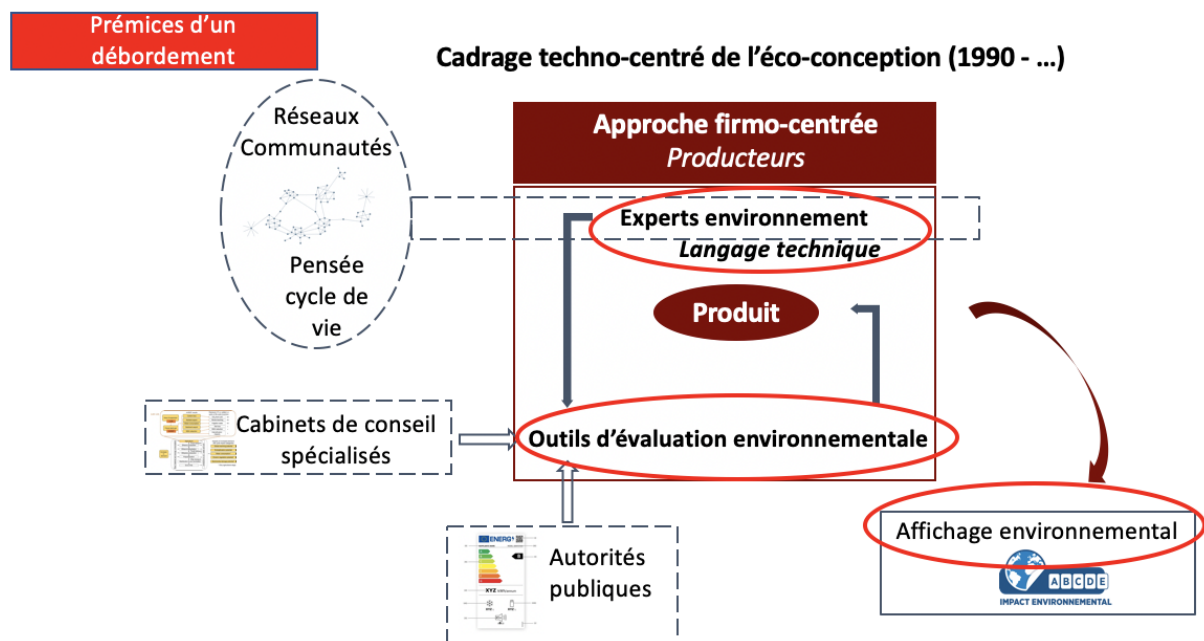 Prémices d’un
débordement
Cadrage techno-centré de l’éco-conception (1990 - …)
Réseaux
Communautés
Pensée
cycle de
vie
Approche firmo-centrée
Producteurs
Experts environnement
Langage technique
Produit
Outils d’évaluation environnementale
Cabinets de conseil
spécialisés
Autorités
publiques
ENERG
XYZ
Affichage environnemental
A B C D E
IMPACT ENVIRONNEMENTAL